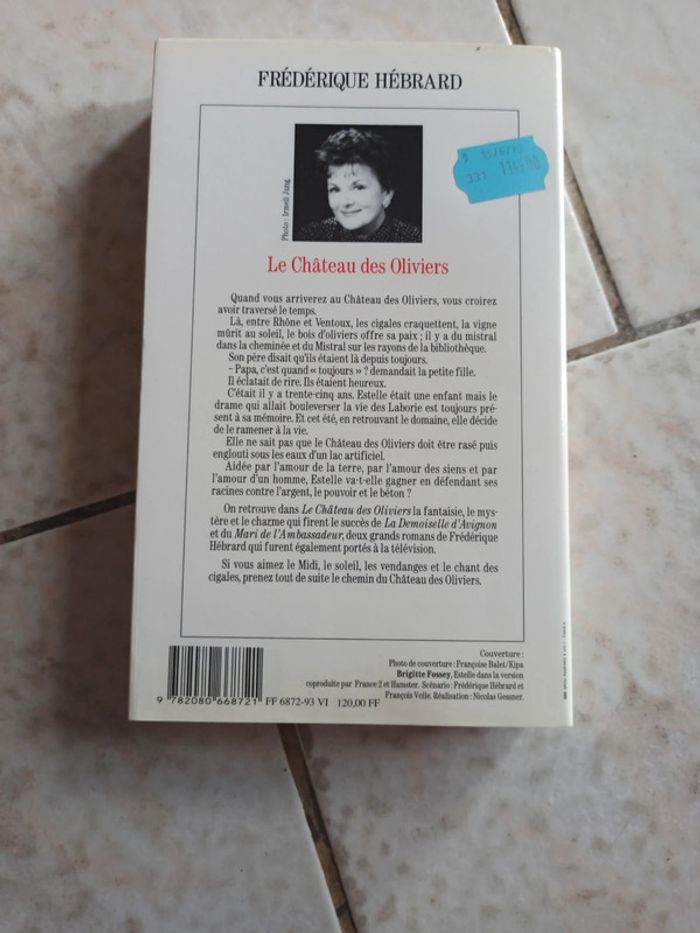 FRÉDÉRIQUE HÉBRARD
Photo : Irmeli Jung
331
Le Château des Oliviers
Quand vous arriverez au Château des Oliviers, vous croirez
avoir traversé le temps.
Là, entre Rhône et Ventoux, les cigales craquettent, la vigne
mûrit au soleil, le bois d'oliviers offre sa paix ; il y a du mistral
dans la cheminée et du Mistral sur les rayons de la bibliothèque.
Son père disait qu'ils étaient là depuis toujours.
– Papa, c'est quand « toujours » ? demandait la petite fille.
Il éclatait de rire. Ils étaient heureux.
C'était il y a trente-cinq ans. Estelle était une enfant mais le
drame qui allait bouleverser la vie des Laborie est toujours pré-
sent à sa mémoire. Et cet été, en retrouvant le domaine, elle décide
de le ramener à la vie.
Elle ne sait pas que le Château des Oliviers doit être rasé puis
englouti sous les eaux d'un lac artificiel.
Aidée par l'amour de la terre, par l'amour des siens et par
l'amour d'un homme, Estelle va-t-elle gagner en défendant ses
racines contre l'argent, le pouvoir et le béton ?
On retrouve dans Le Château des Oliviers la fantaisie, le mys-
tère et le charme qui firent le succès de La Demoiselle d'Avignon
et du Mari de l'Ambassadeur, deux grands romans de Frédérique
Hébrard qui furent également portés à la télévision.
Si vous aimez le Midi, le soleil, les vendanges et le chant des
cigales, prenez tout de suite le chemin du Château des Oliviers.
Couverture :
Photo de couverture : Françoise Balet/Kipa
Brigitte Fossey, Estelle dans la version
coproduite par France 2 et Hamster. Scénario : Frédérique Hébrard et
François Velle. Réalisation : Nicolas Gessner.
9 782080 668721 FF 6872-93 VI 120,00 FF